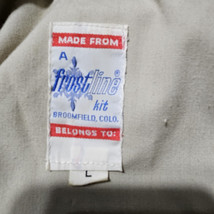 MADE FROM
A
frostline®
kit
BROOMFIELD, COLO.
BELONGS TO:
L